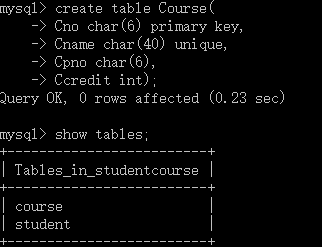 mysql> create table Course(
    -> Cno char(6) primary key,
    -> Cname char(40) unique,
    -> Cpno char(6),
    -> Ccredit int);
Query OK, 0 rows affected (0.23 sec)

mysql> show tables;
+-------------------------+
| Tables_in_studentcourse |
+-------------------------+
| course                  |
| student                 |